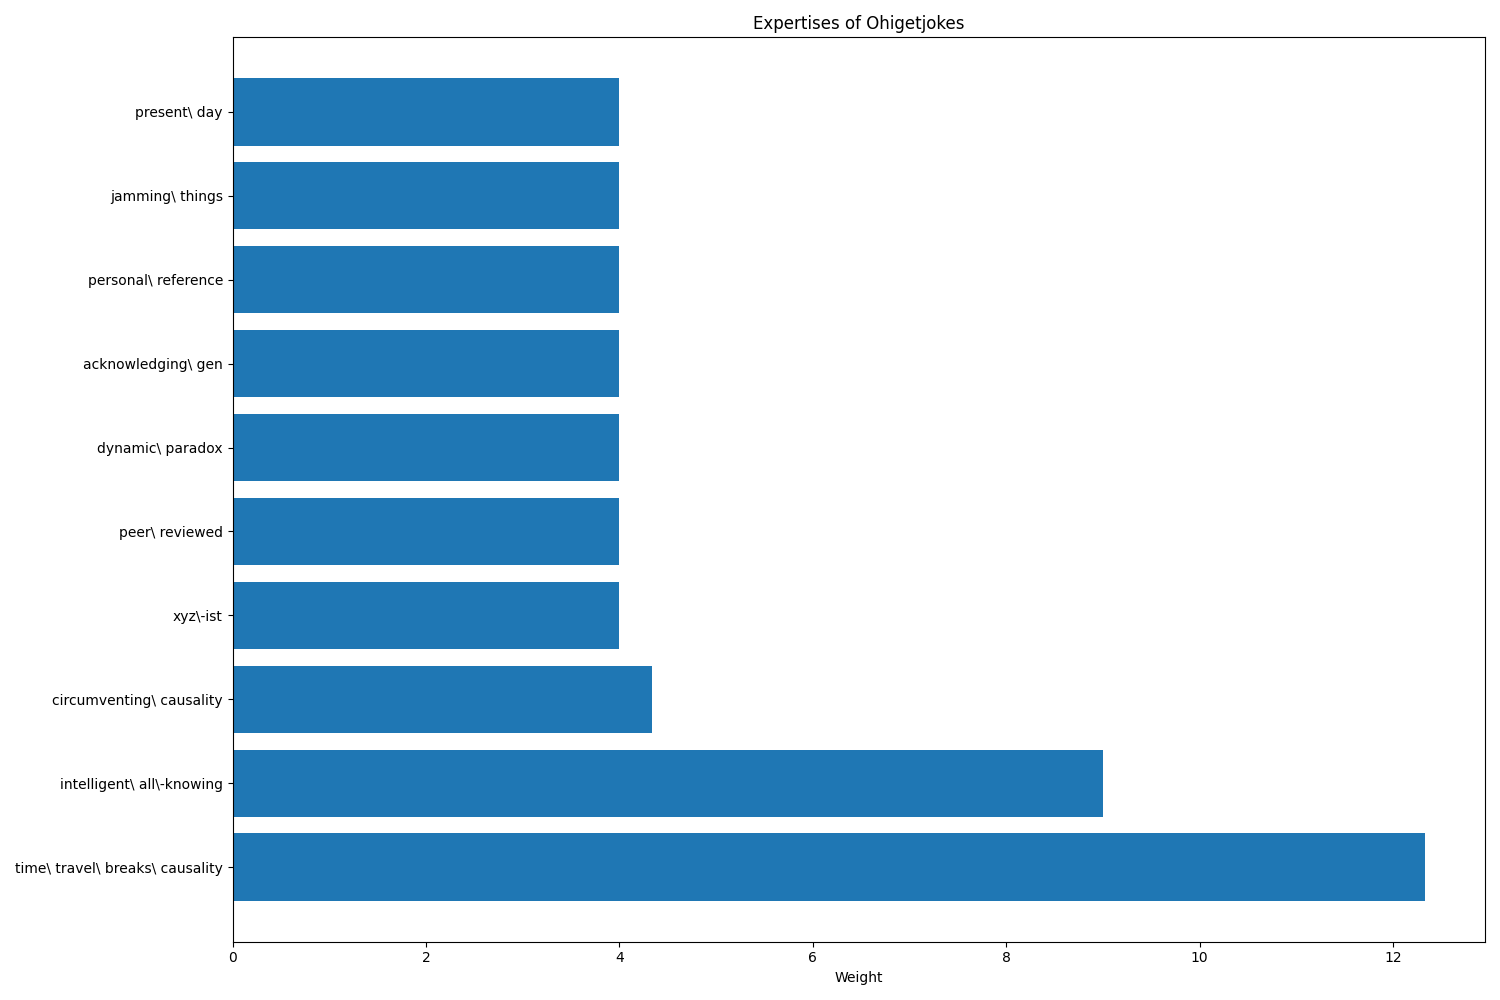 Expertises of Ohigetjokes
present\ day
jamming\ things
personal\ reference
acknowledging\ gen
dynamic\ paradox
peer\ reviewed
xyz\-ist
circumventing\ causality
intelligent\ all\-knowing
time\ travel\ breaks\ causality
0 2 4 6 8 10 12
Weight